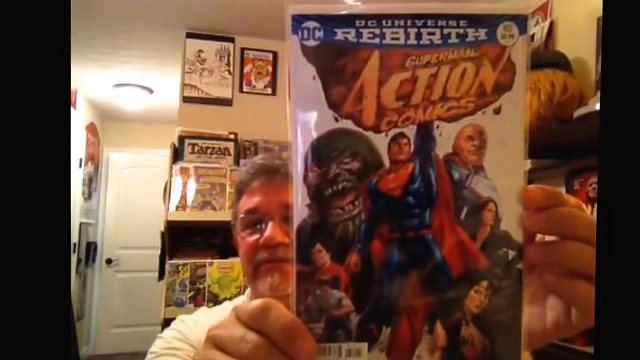 DC UNIVERSE
DC REBIRTH
SUPERMAN
ACTION
COMICS
Tarzan